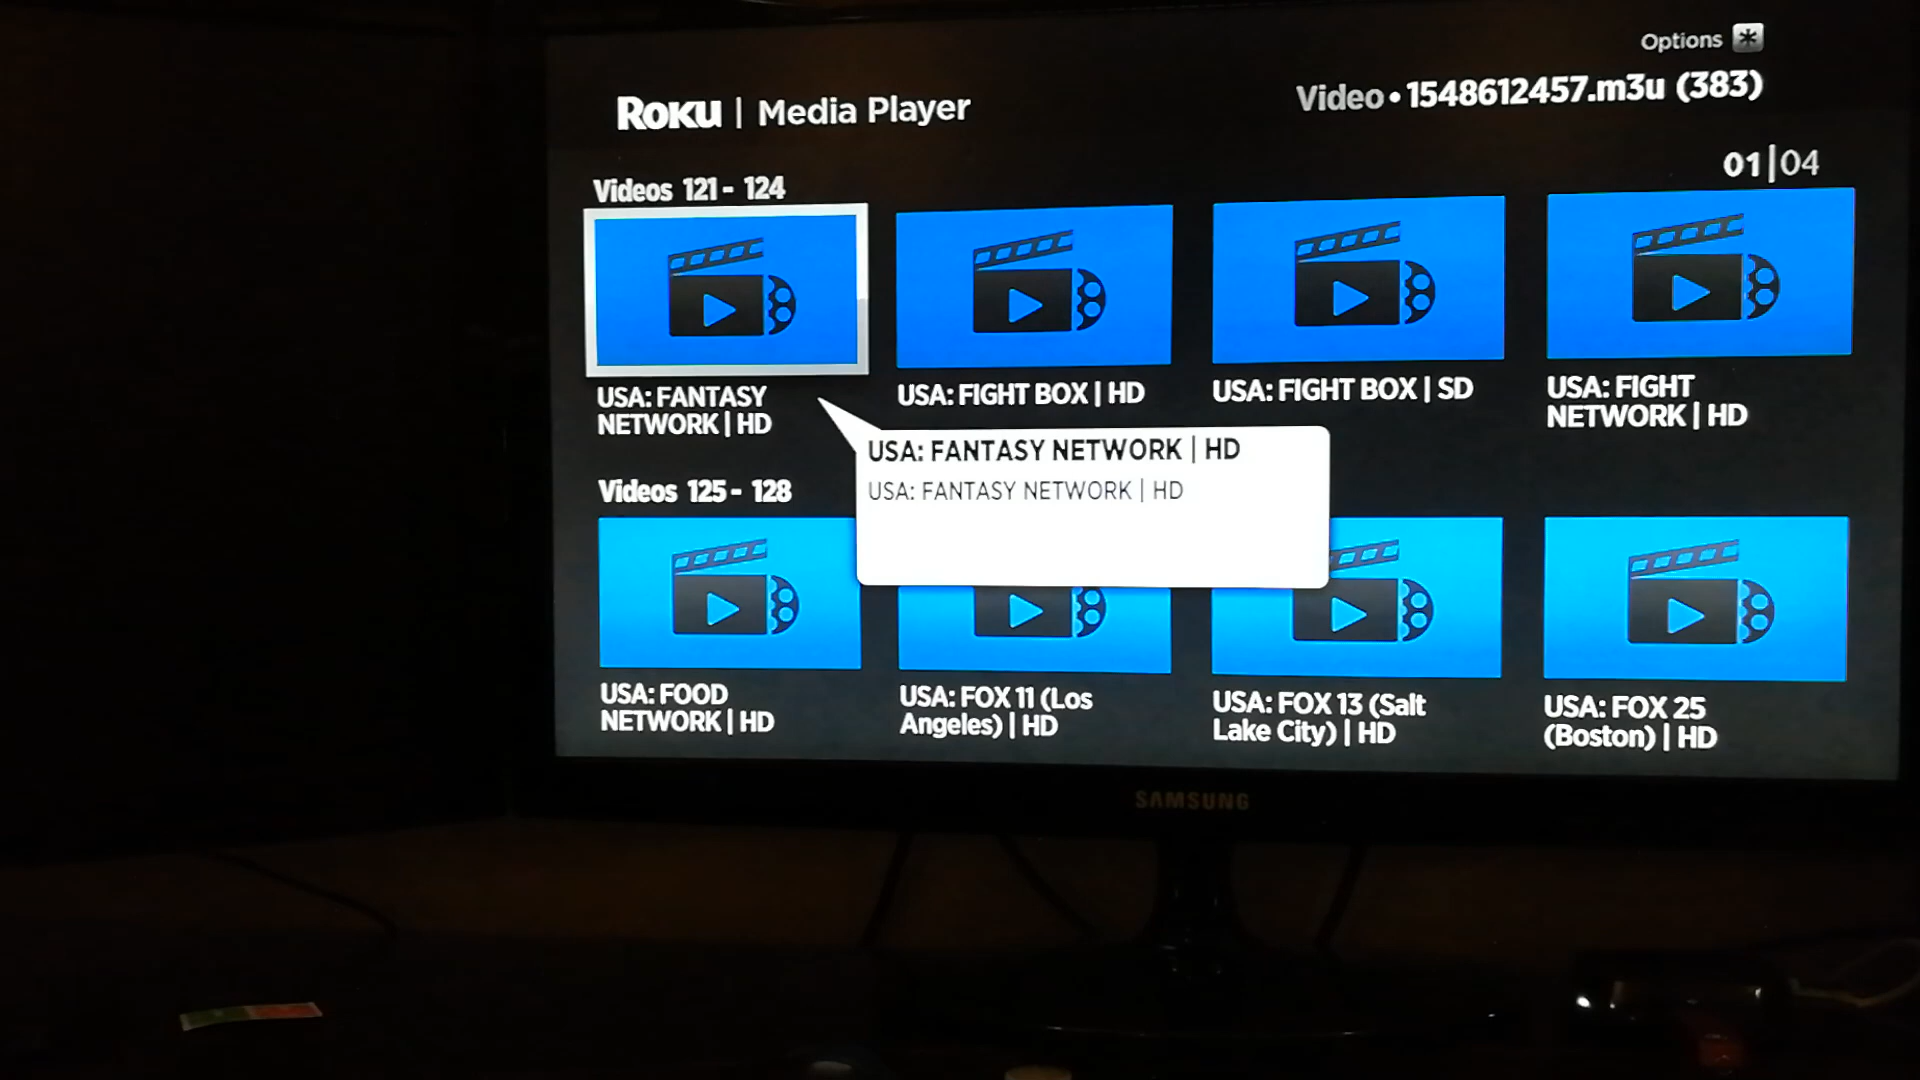 Options *
ROKU | Media Player
Video • 1548612457.m3u (383)
01|04
Videos 121 - 124
USA: FANTASY
NETWORK | HD
USA: FIGHT BOX | HD
USA: FIGHT BOX | SD
USA: FIGHT
NETWORK | HD
USA: FANTASY NETWORK | HD
USA: FANTASY NETWORK | HD
Videos 125 - 128
USA: FOOD
NETWORK | HD
USA: FOX 11 (Los
Angeles) | HD
USA: FOX 13 (Salt
Lake City) | HD
USA: FOX 25
(Boston) | HD
SAMSUNG